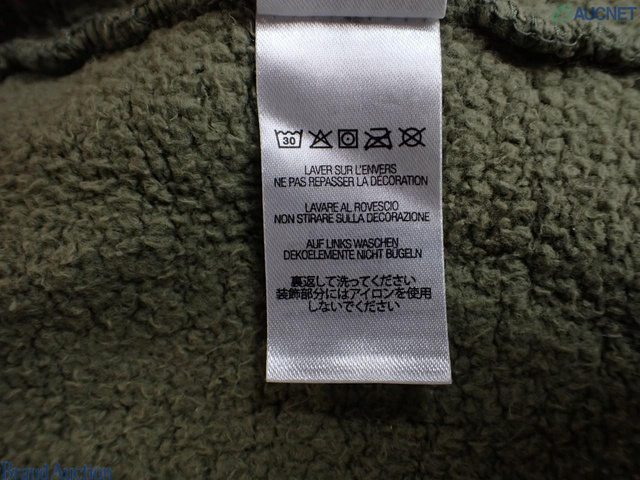 AUCNET
30
LAVER SUR L'ENVERS
NE PAS REPASSER LA DÉCORATION
LAVARE AL ROVESCIO
NON STIRARE SULLA DECORAZIONE
AUF LINKS WASCHEN
DEKOELEMENTE NICHT BÜGELN
裏返して洗ってください
装飾部分にはアイロンを使用
しないでください
Brand Auction